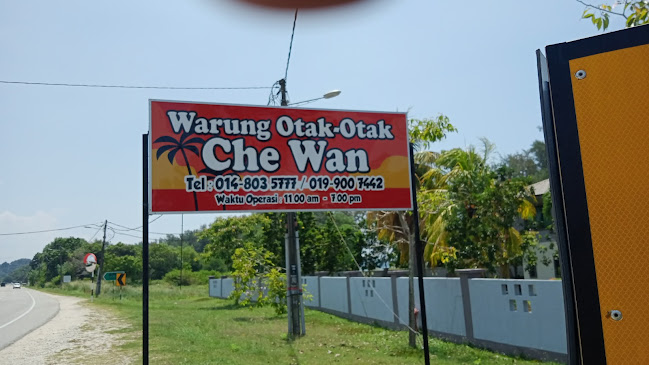 Warung Otak-Otak
Che Wan
Tel : 014-803 5777 / 019-900 7442
Waktu Operasi 11.00 am - 7.00 pm